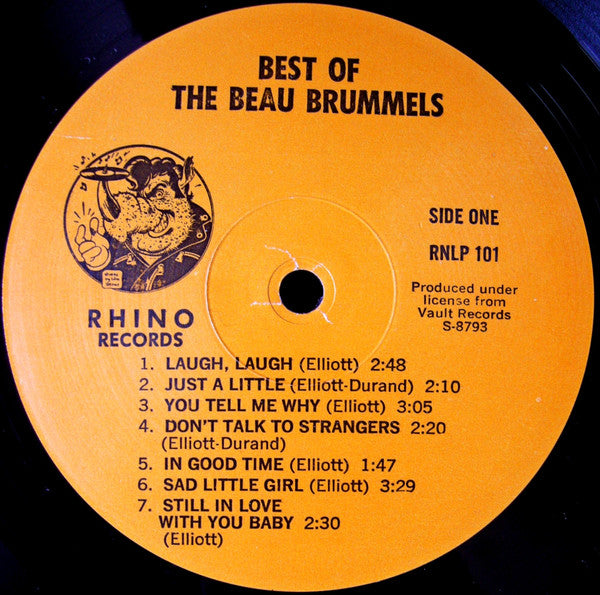 BEST OF
THE BEAU BRUMMELS
SIDE ONE
RNLP 101
Produced under
license from
Vault Records
S-8793
RHINO
RECORDS
1. LAUGH, LAUGH (Elliott) 2:48
2. JUST A LITTLE (Elliott-Durand) 2:10
3. YOU TELL ME WHY (Elliott) 3:05
4. DON'T TALK TO STRANGERS 2:20
(Elliott-Durand)
5. IN GOOD TIME (Elliott) 1:47
6. SAD LITTLE GIRL (Elliott) 3:29
7. STILL IN LOVE
WITH YOU BABY 2:30
(Elliott)